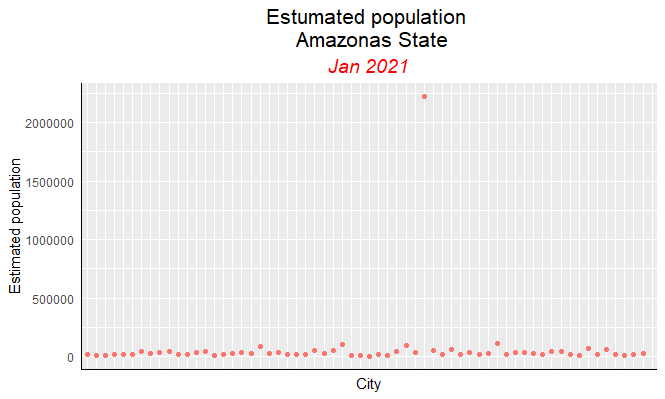 Estumated population
Amazonas State
Jan 2021
Estimated population
2000000
1500000
1000000
500000
0
City